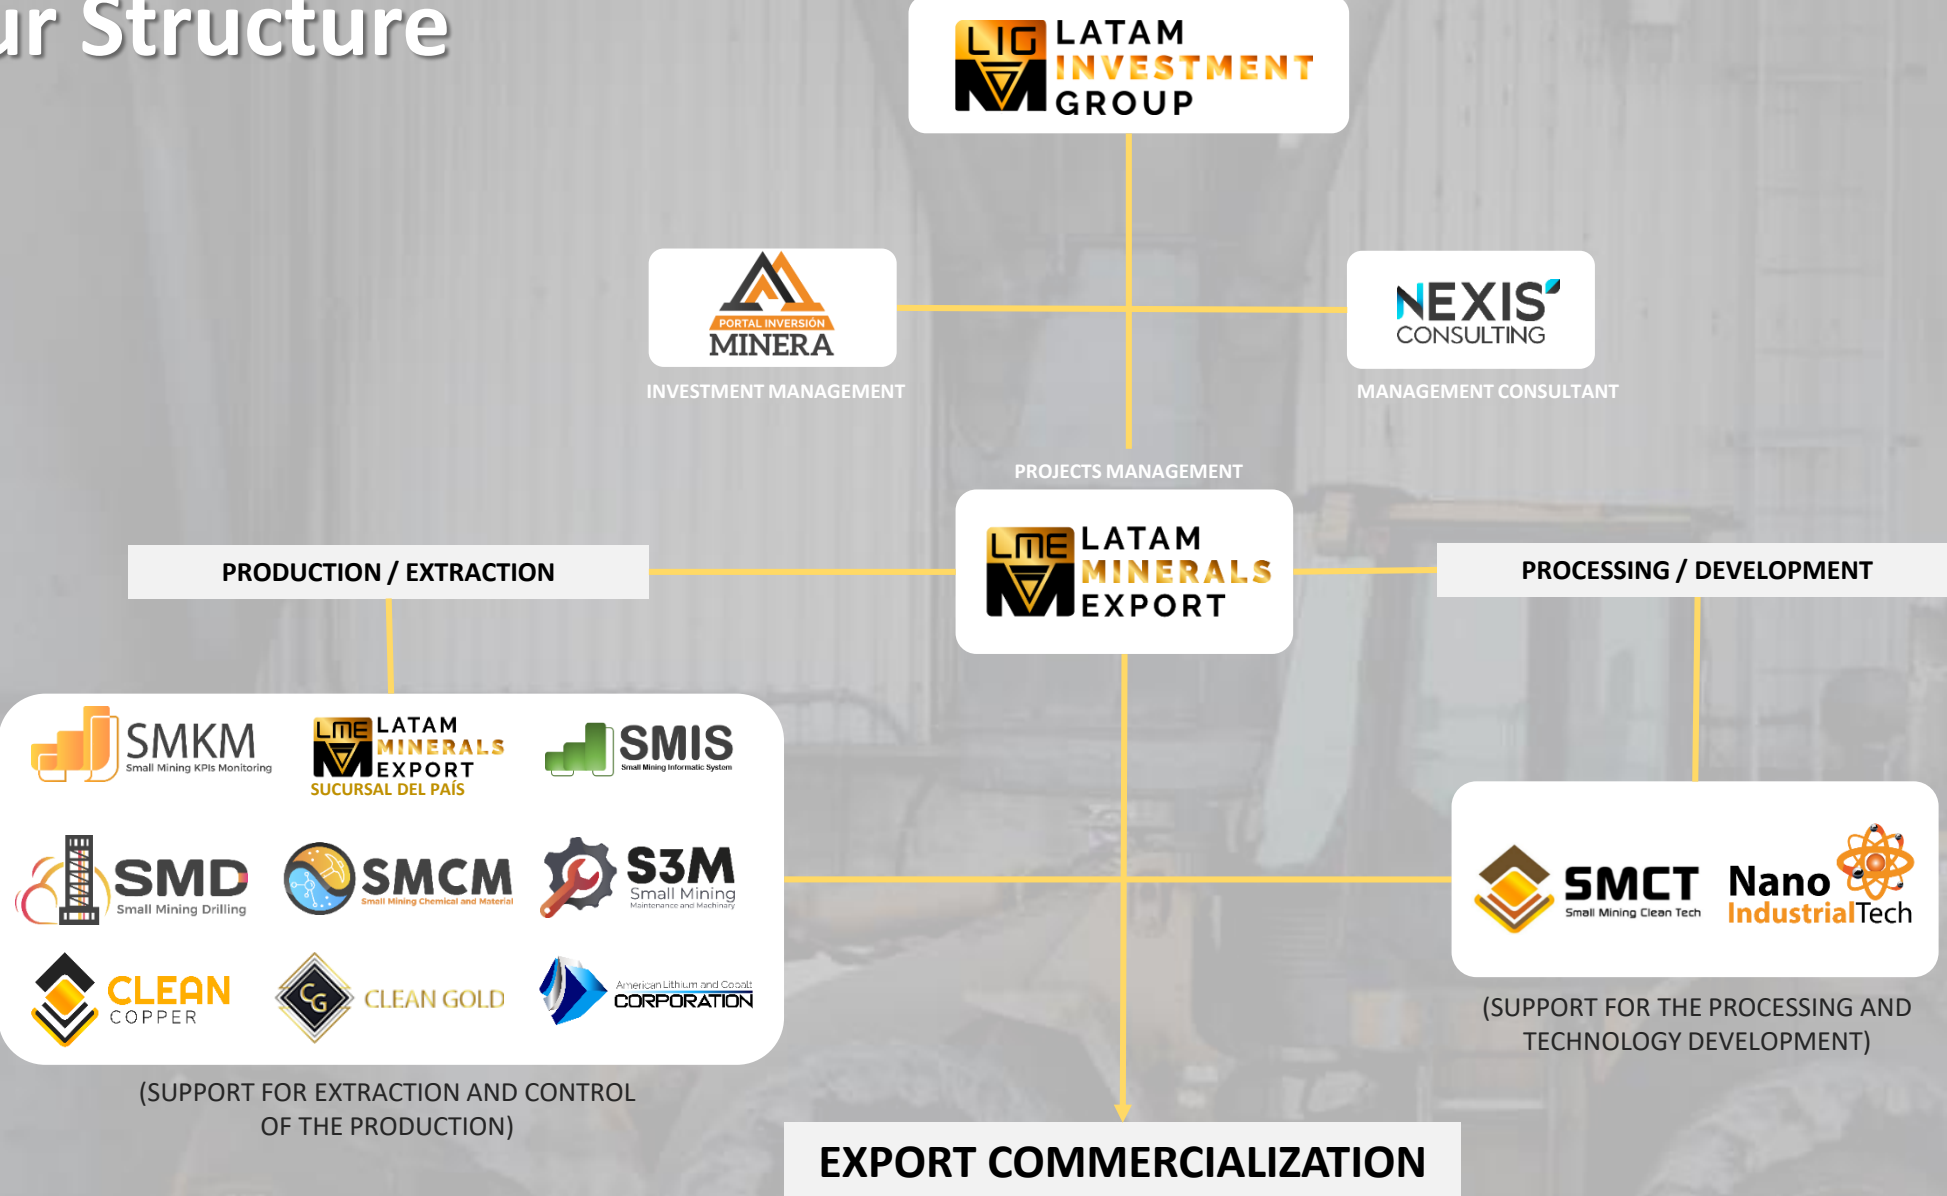 ur Structure
LIG
LATAM
INVESTMENT
GROUP
PORTAL INVERSIÓN
MINERA
INVESTMENT MANAGEMENT
NEXIS
CONSULTING
MANAGEMENT CONSULTANT
PROJECTS MANAGEMENT
LME
LATAM
MINERALS
EXPORT
PRODUCTION / EXTRACTION
PROCESSING / DEVELOPMENT
SMKM
Small Mining KPIs Monitoring
LME
LATAM
MINERALS
EXPORT
SUCURSAL DEL PAÍS
SMIS
Small Mining Informatic System
SMD
Small Mining Drilling
SMCM
Small Mining Chemical and Material
S3M
Small Mining
Maintenance and Machinary
CLEAN
COPPER
CG
CLEAN GOLD
American Lithium and Cobalt
CORPORATION
(SUPPORT FOR EXTRACTION AND CONTROL
OF THE PRODUCTION)
SMCT
Small Mining Clean Tech
Nano
IndustrialTech
(SUPPORT FOR THE PROCESSING AND
TECHNOLOGY DEVELOPMENT)
EXPORT COMMERCIALIZATION